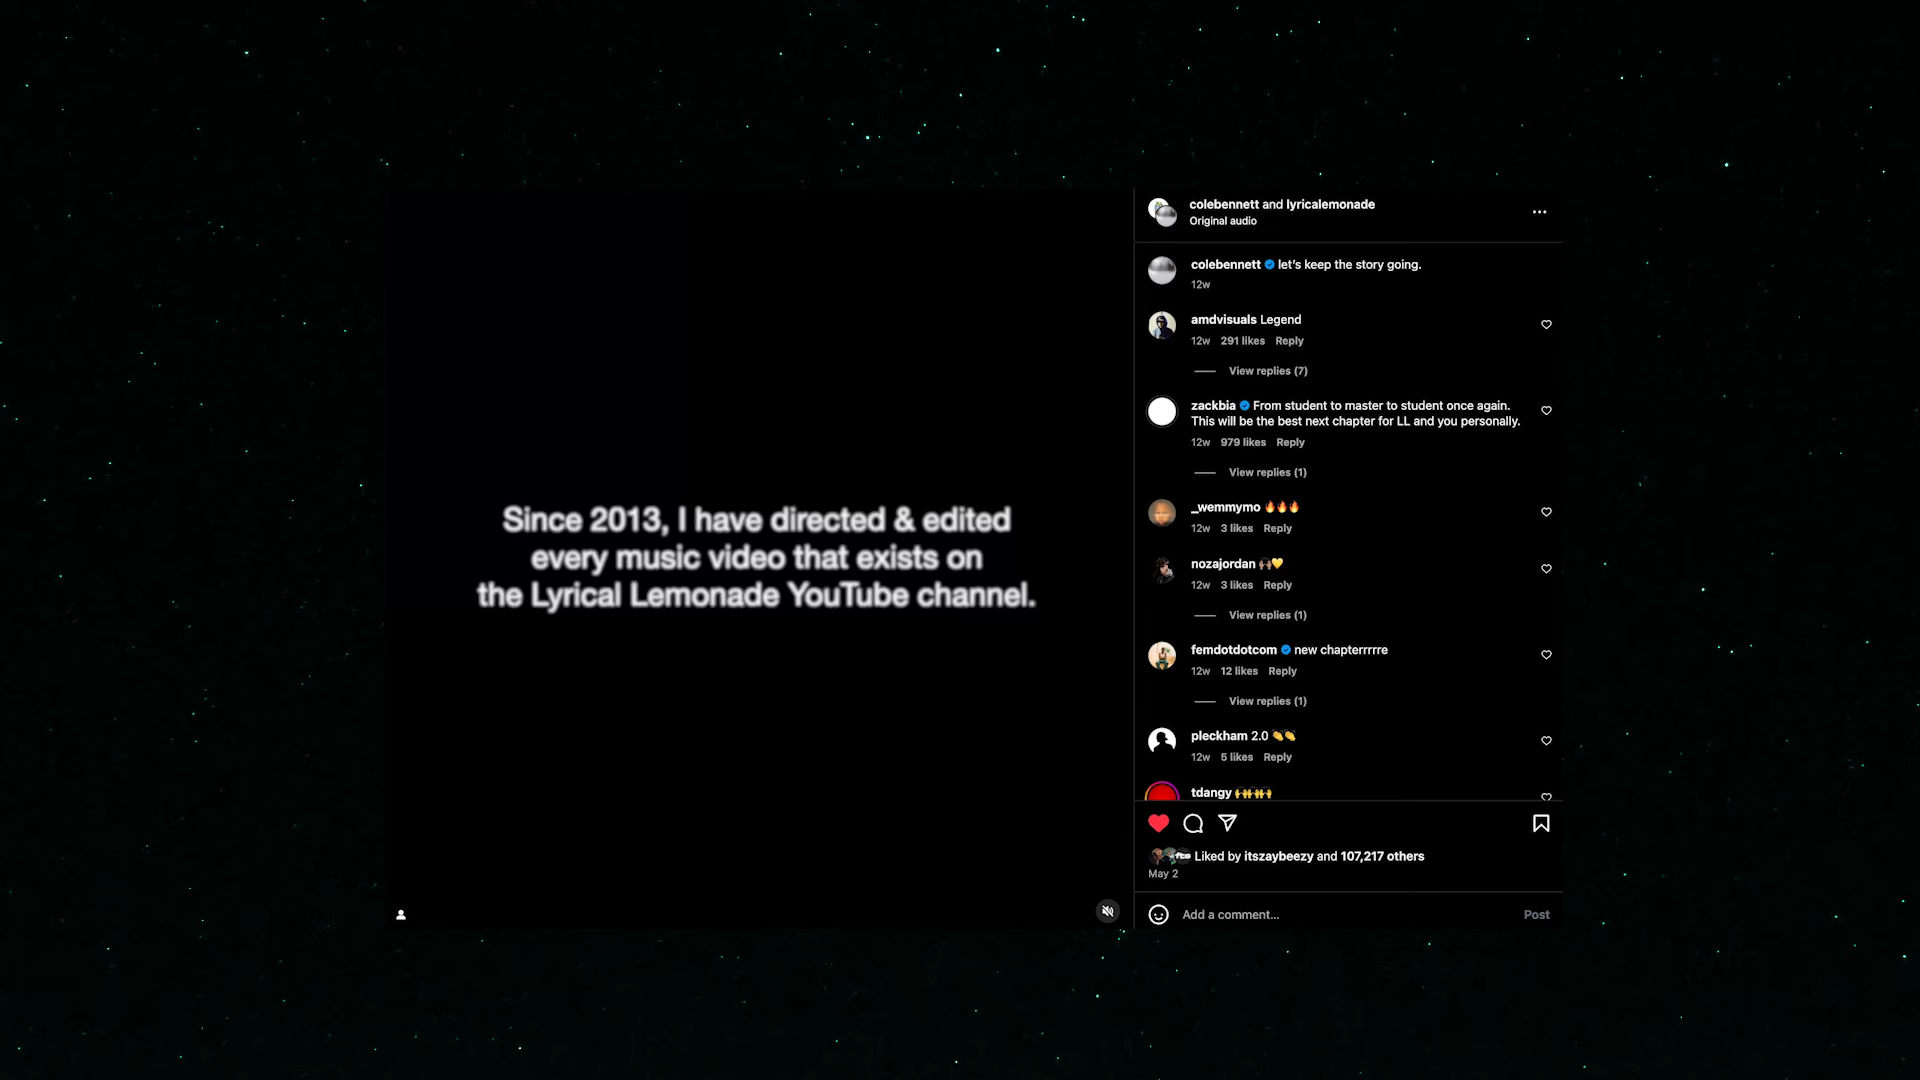 Since 2013, I have directed & edited
every music video that exists on
the Lyrical Lemonade YouTube channel.
colebennett and lyricalemonade
Original audio
colebennett let's keep the story going.
12w
amdvisuals Legend
12w 291 likes Reply
View replies (7)
zackbia From student to master to student once again.
This will be the best next chapter for LL and you personally.
12w 979 likes Reply
View replies (1)
_wemmymo 🔥🔥🔥
12w 3 likes Reply
nozajordan 🙌🏾💛
12w 3 likes Reply
View replies (1)
femdotdotcom new chapterrrrre
12w 12 likes Reply
View replies (1)
pleckham 2.0 👏👏
12w 5 likes Reply
tdangy 🙌🙌🙌
Liked by itszaybeezy and 107,217 others
May 2
Add a comment...
Post